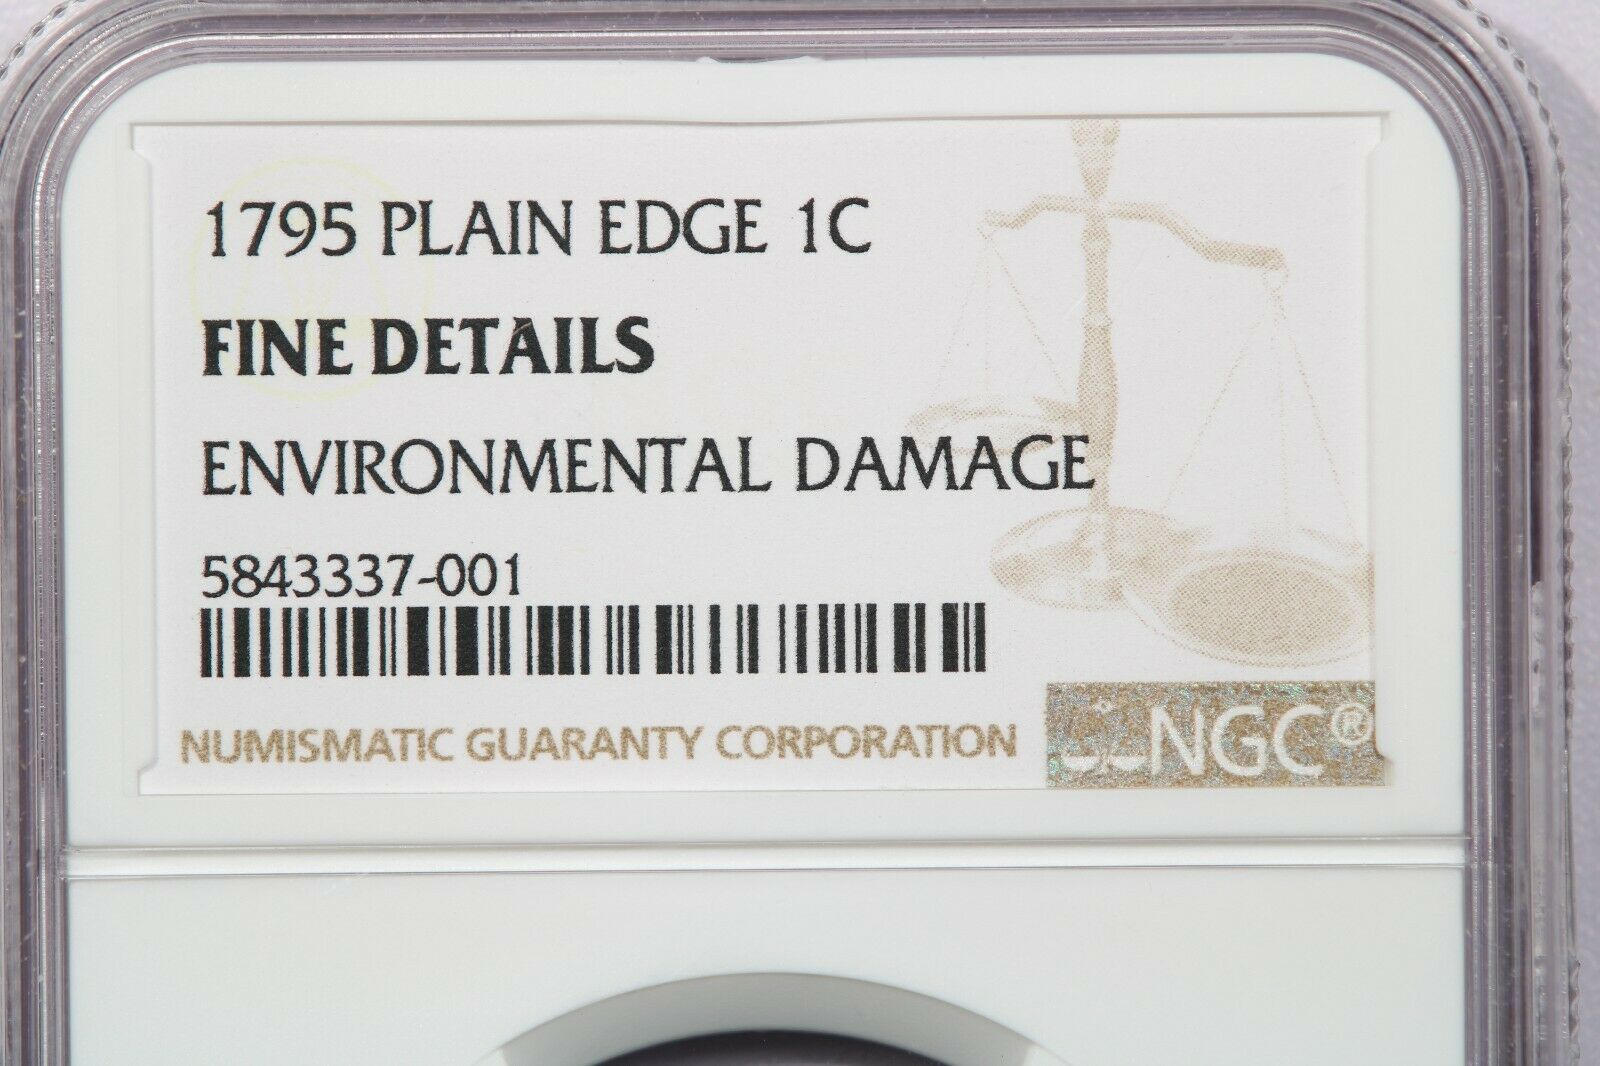 1795 PLAIN EDGE 1C
FINE DETAILS
ENVIRONMENTAL DAMAGE
5843337-001
NUMISMATIC GUARANTY CORPORATION
NGC®